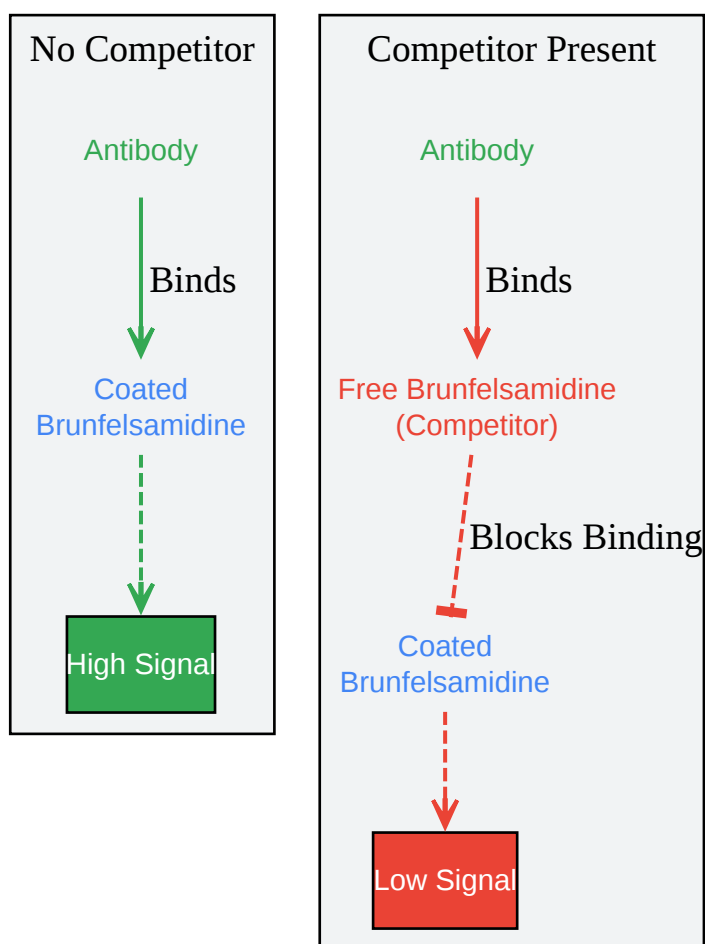 No Competitor
Antibody
Binds
Coated
Brunfelsamidine
High Signal
Competitor Present
Antibody
Binds
Free Brunfelsamidine
(Competitor)
Blocks Binding
Coated
Brunfelsamidine
Low Signal